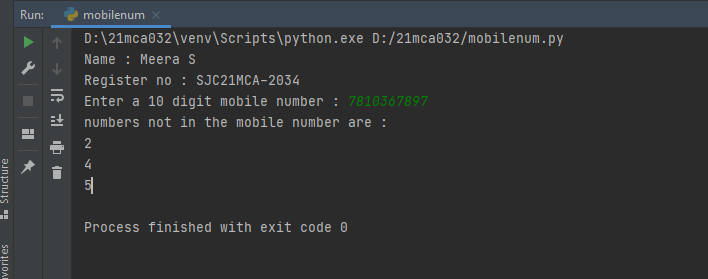 Run: mobilenum
D:\21mca032\venv\Scripts\python.exe D:/21mca032/mobilenum.py
Name : Meera S
Register no : SJC21MCA-2034
Enter a 10 digit mobile number : 7810367897
numbers not in the mobile number are :
2
4
5
Process finished with exit code 0
Structure